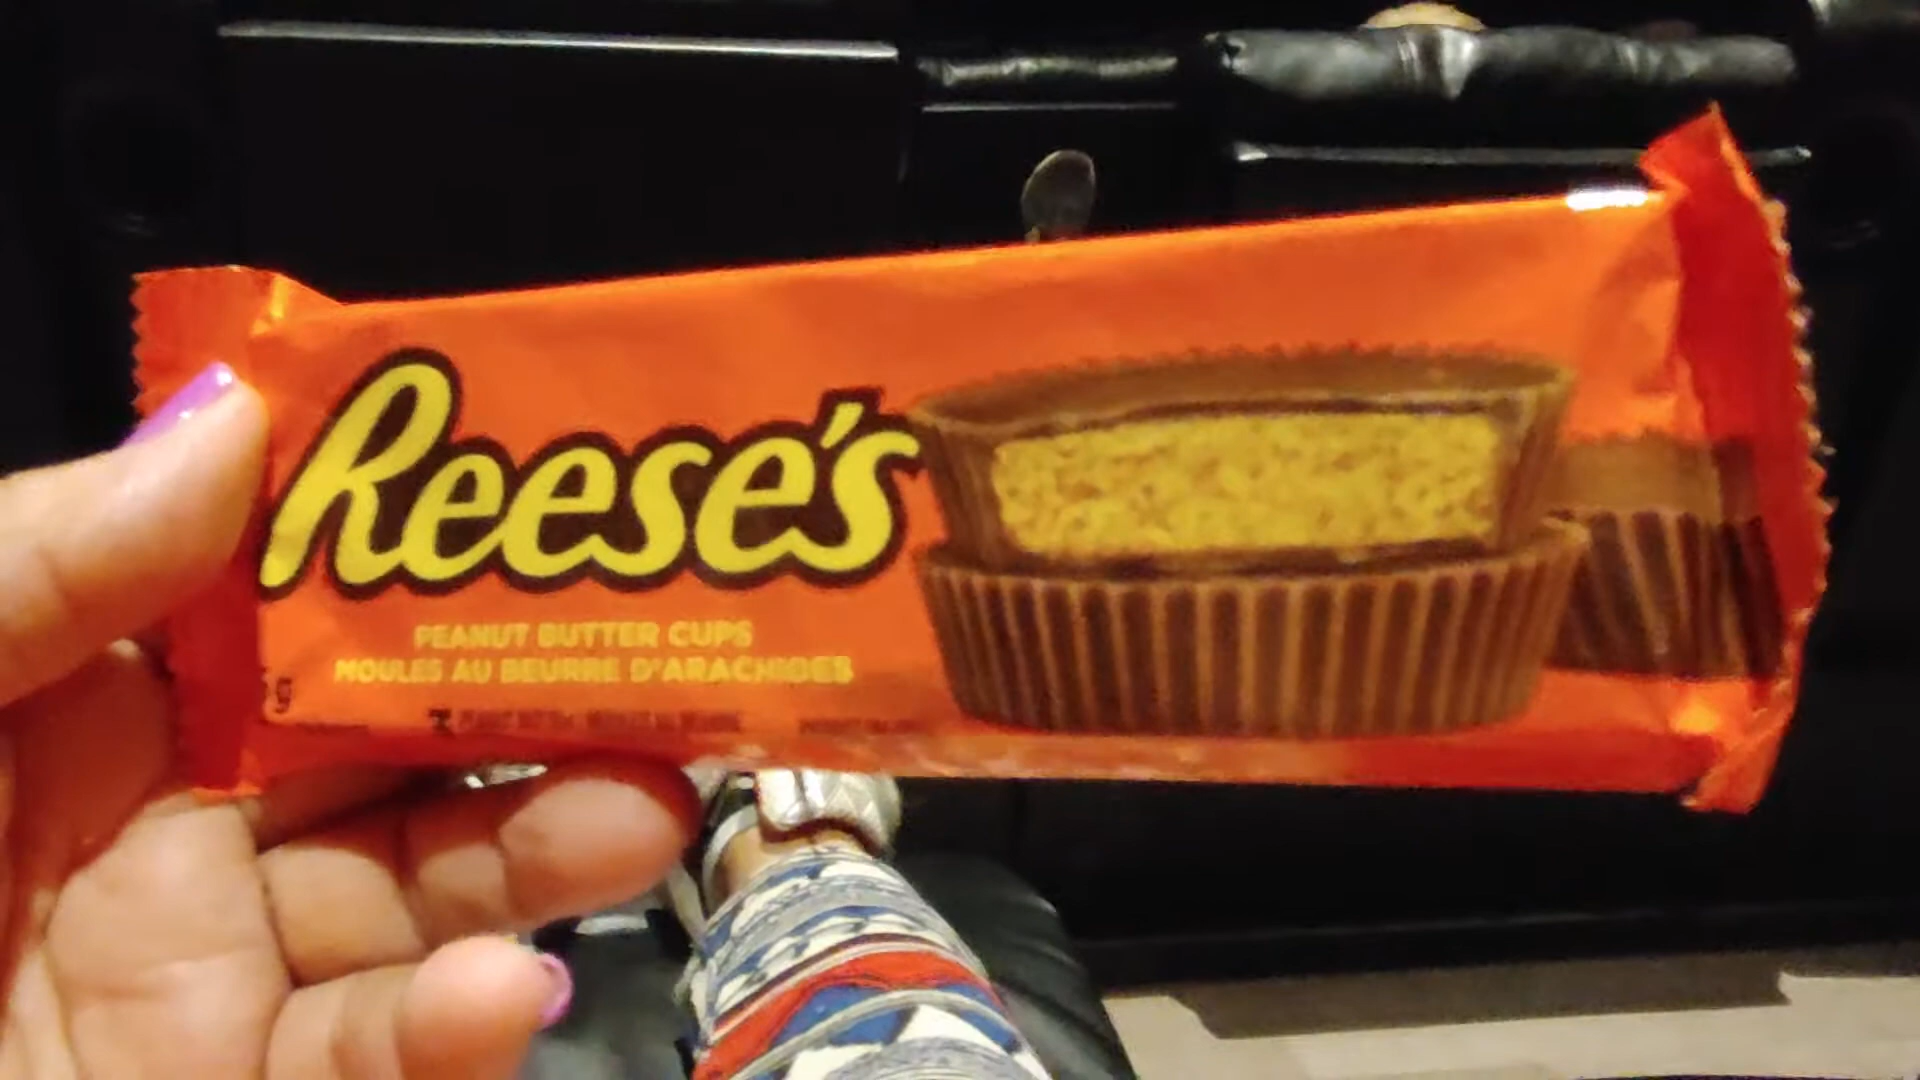 Reese's
PEANUT BUTTER CUPS
MOULES AU BEURRE D'ARACHIDES
g